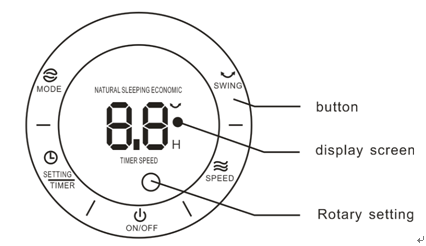 MODE
SWING
NATURAL SLEEPING ECONOMIC
8.8
H
TIMER SPEED
SETTING
TIMER
SPEED
ON/OFF
button
display screen
Rotary setting